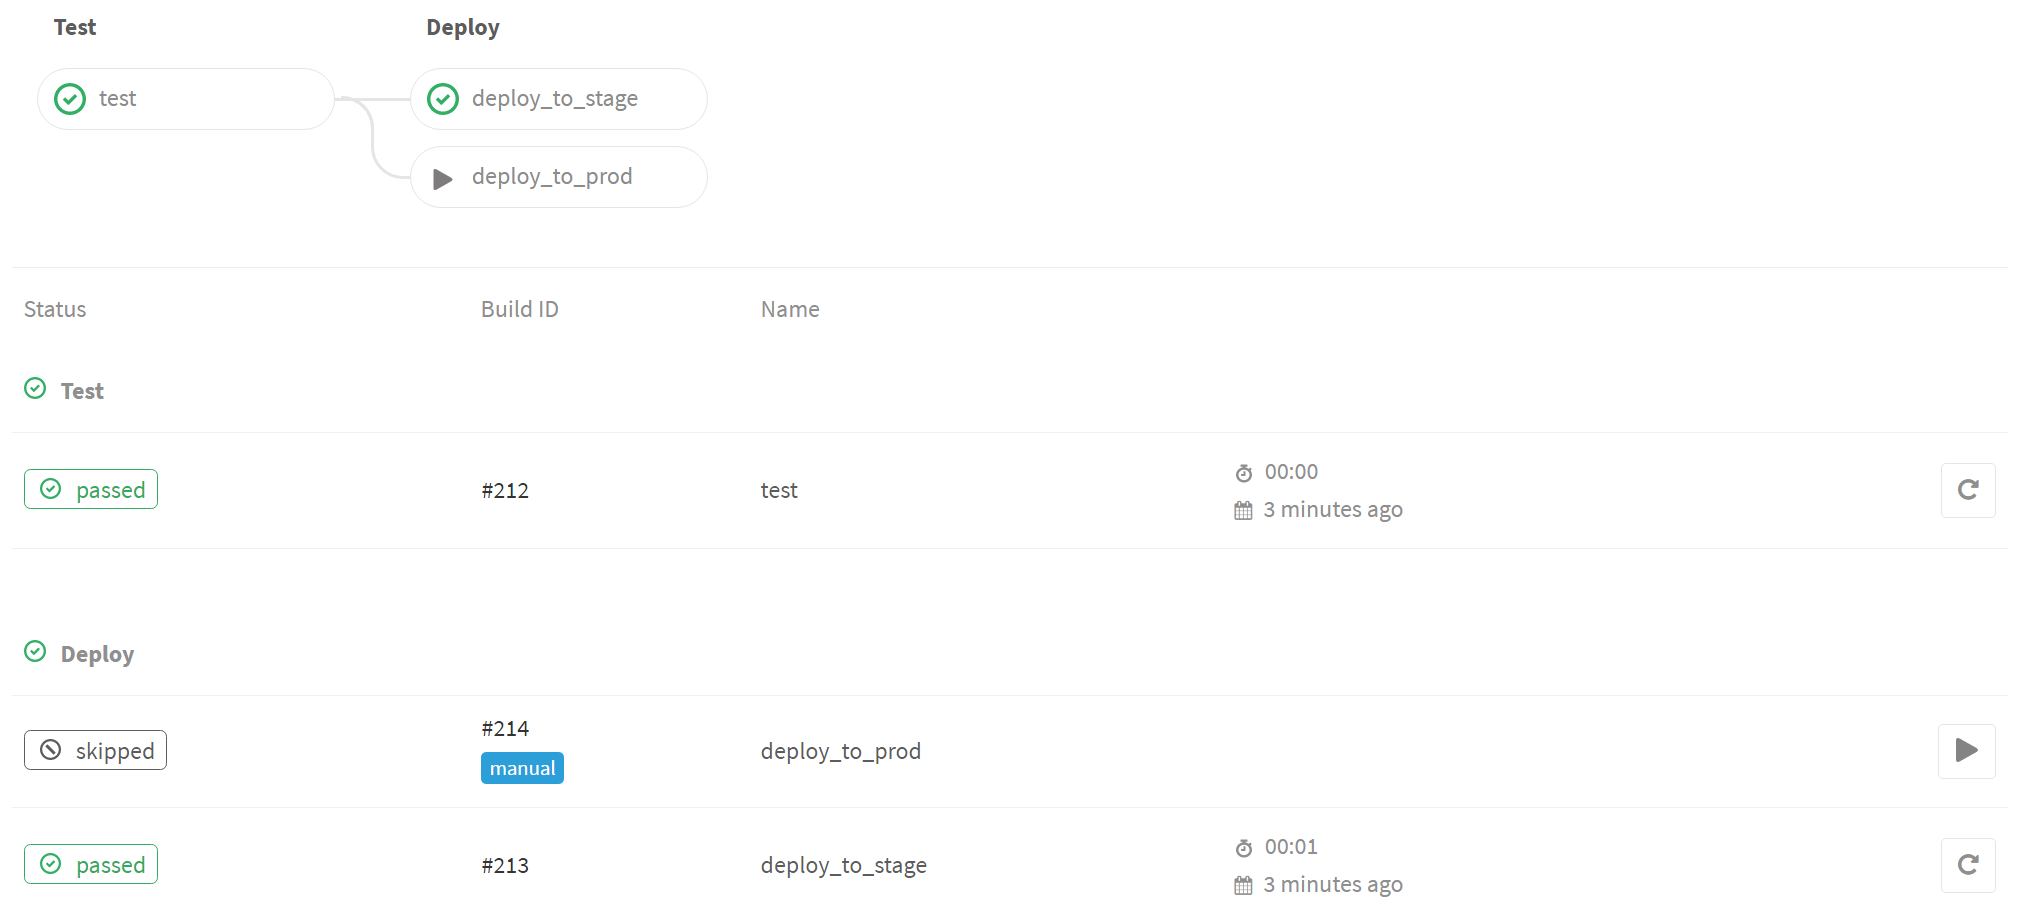 Test Deploy
test deploy_to_stage
deploy_to_prod
Status Build ID Name
Test
passed #212 test 00:00
3 minutes ago
Deploy
skipped #214 deploy_to_prod
manual
passed #213 deploy_to_stage 00:01
3 minutes ago